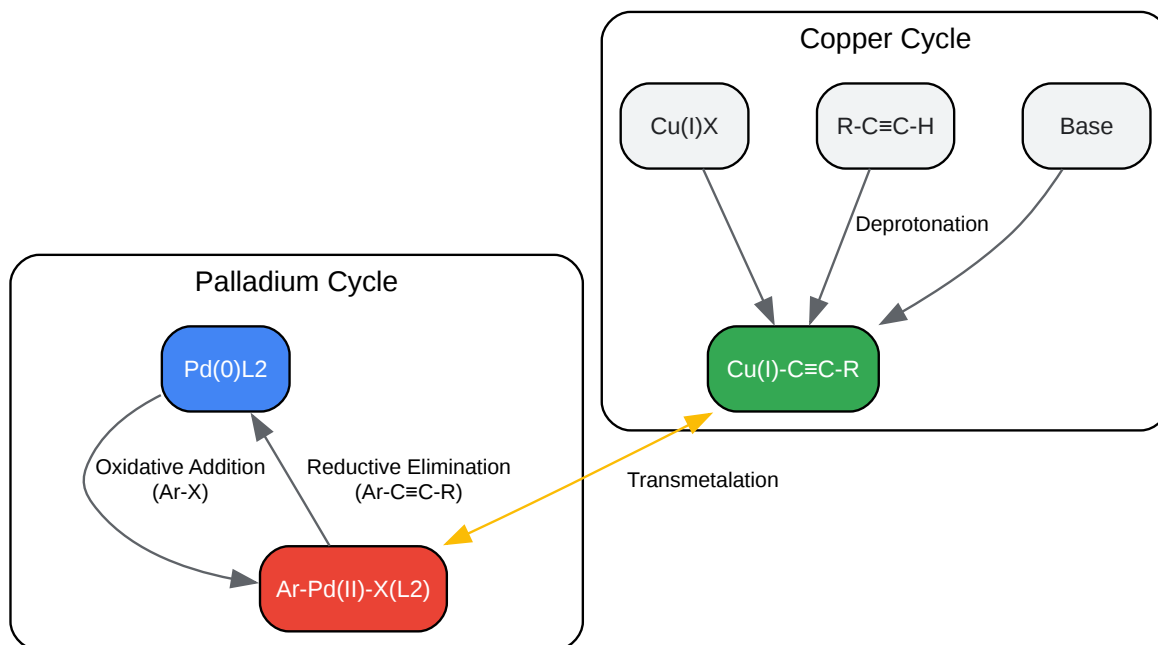 Copper Cycle
Cu(I)X
R-C≡C-H
Base
Deprotonation
Cu(I)-C≡C-R
Palladium Cycle
Pd(0)L2
Oxidative Addition
(Ar-X)
Reductive Elimination
(Ar-C≡C-R)
Transmetalation
Ar-Pd(II)-X(L2)